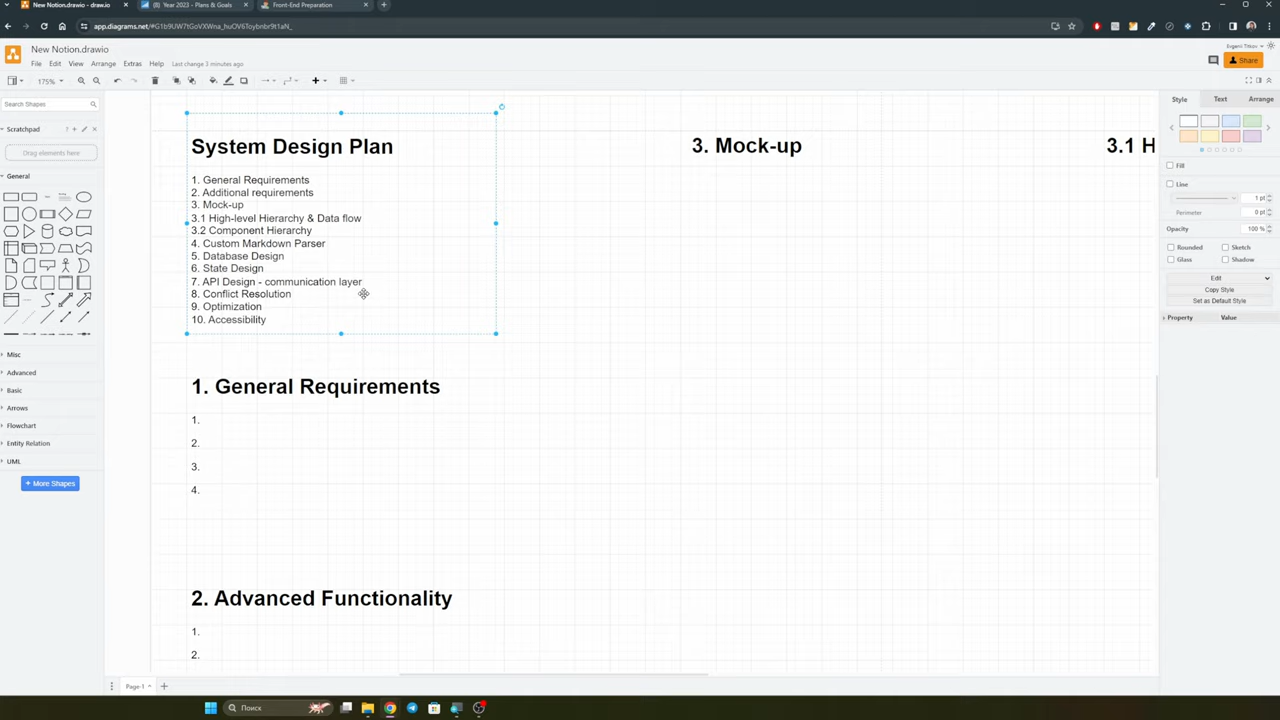 New Notion.drawio - draw.io
Year 2023 - Plans & Goals
Front-End Preparation
app.diagrams.net/#G1b9UW7tGoVXWna_huOV6Toybnbr9t1aN_
New Notion.drawio
File Edit View Arrange Extras Help Last change 3 minutes ago
Evgenii Titkov
Share
175%
Search Shapes
Scratchpad
Drag elements here
General
Misc
Advanced
Basic
Arrows
Flowchart
Entity Relation
UML
+ More Shapes
System Design Plan
1. General Requirements
2. Additional requirements
3. Mock-up
3.1 High-level Hierarchy & Data flow
3.2 Component Hierarchy
4. Custom Markdown Parser
5. Database Design
6. State Design
7. API Design - communication layer
8. Conflict Resolution
9. Optimization
10. Accessibility
1. General Requirements
1.
2.
3.
4.
2. Advanced Functionality
1.
2.
3. Mock-up
3.1 H
Style Text Arrange
Fill
Line
1 pt
Perimeter 0 pt
Opacity 100 %
Rounded Sketch
Glass Shadow
Edit
Copy Style
Set as Default Style
Property Value
Page-1
Поиск